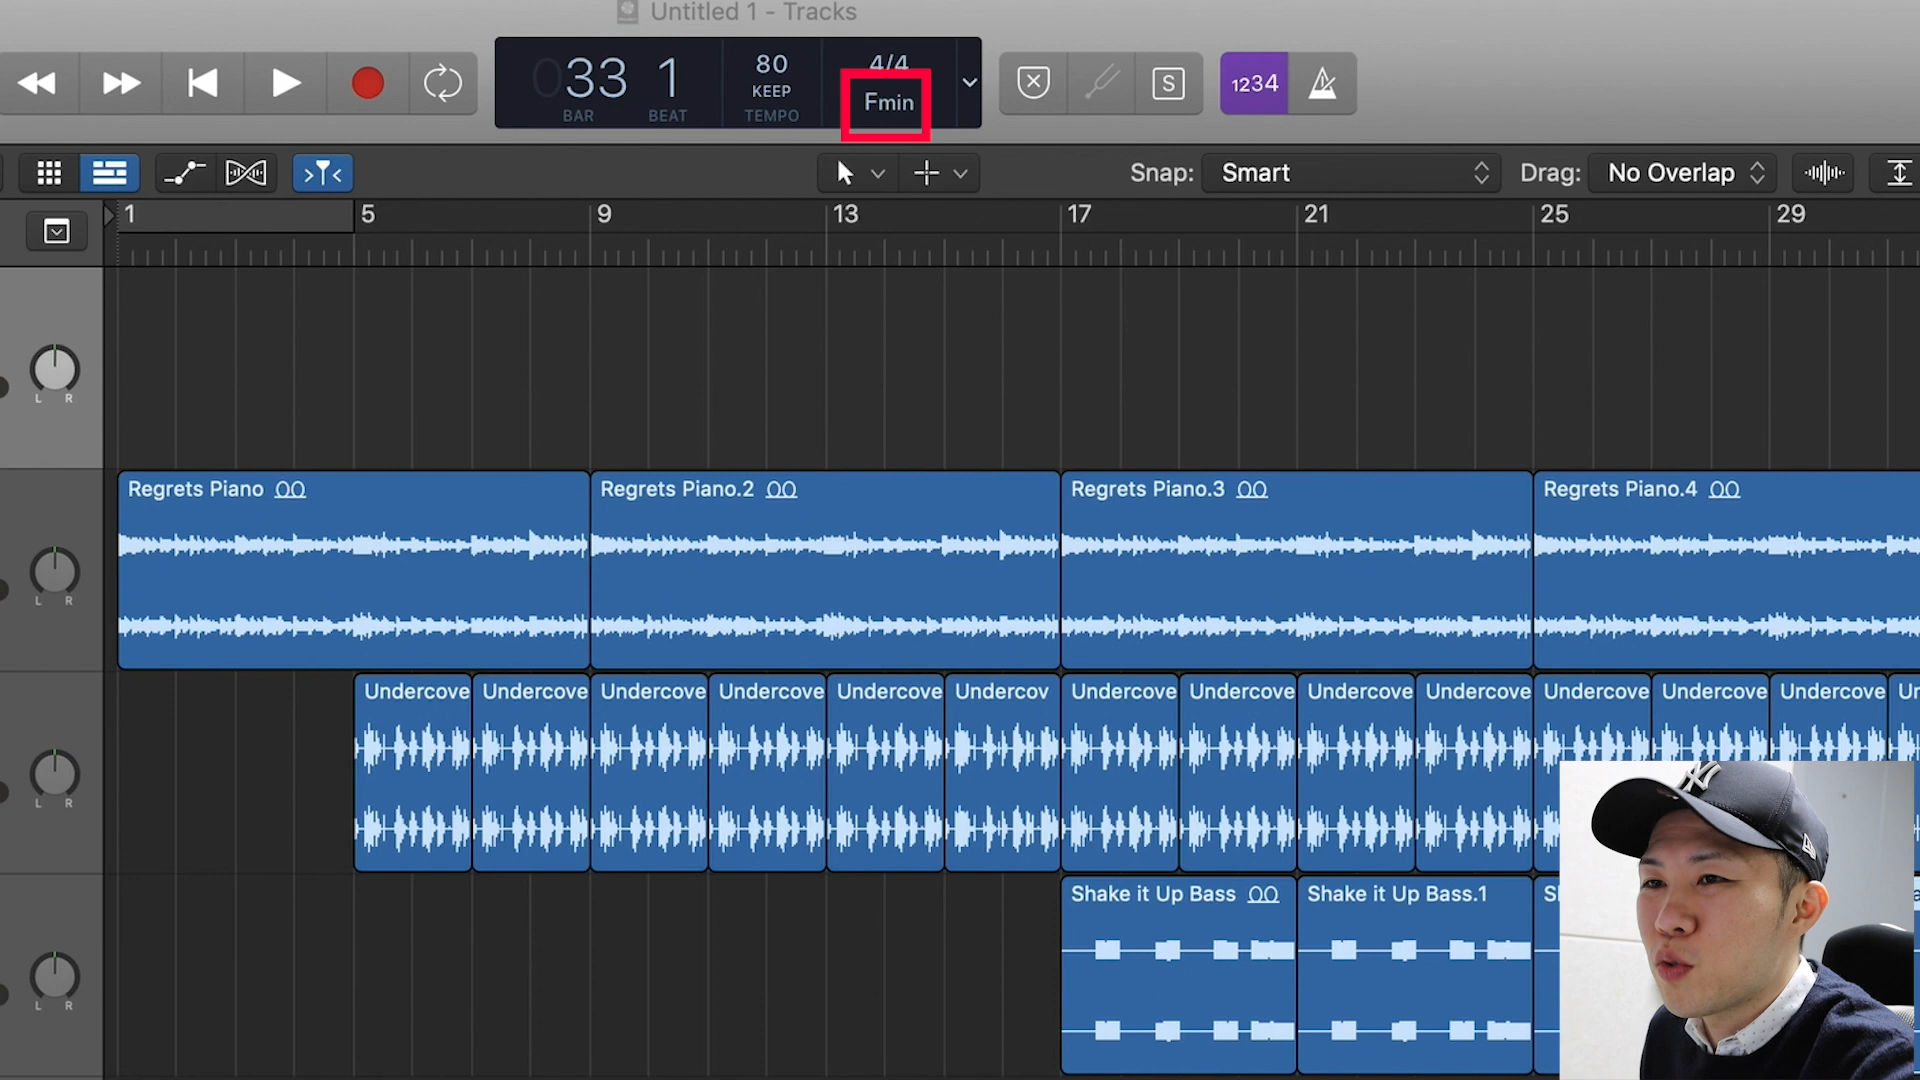 Untitled 1 - Tracks
033 1
BAR BEAT
80
KEEP
TEMPO
4/4
Fmin
S
1234
Snap: Smart
Drag: No Overlap
1 5 9 13 17 21 25 29
L R
Regrets Piano
Regrets Piano.2
Regrets Piano.3
Regrets Piano.4
L R
Undercove
Undercove
Undercove
Undercove
Undercove
Undercov
Undercove
Undercove
Undercove
Undercove
Undercove
Undercove
Undercove
Un
L R
Shake it Up Bass
Shake it Up Bass.1
L R
NY